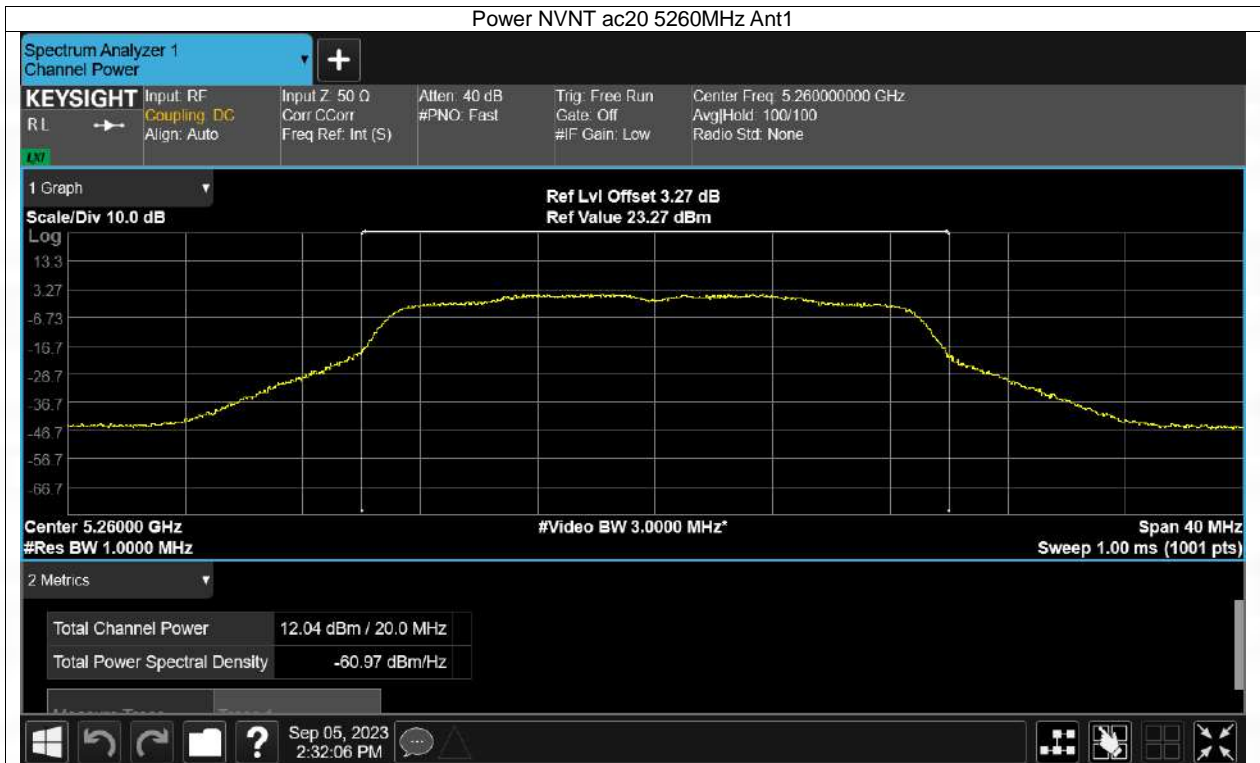 Power NVNT ac20 5260MHz Ant1
Spectrum Analyzer 1
Channel Power
KEYSIGHT
RL
LXI
Input: RF
Coupling: DC
Align: Auto
Input Z: 50 Ω
Corr CCorr
Freq Ref: Int (S)
Atten: 40 dB
#PNO: Fast
Trig: Free Run
Gate: Off
#IF Gain: Low
Center Freq: 5.260000000 GHz
Avg|Hold: 100/100
Radio Std: None
1 Graph
Scale/Div 10.0 dB
Ref Lvl Offset 3.27 dB
Ref Value 23.27 dBm
Log
13.3
3.27
-6.73
-16.7
-26.7
-36.7
-46.7
-56.7
-66.7
Center 5.26000 GHz
#Res BW 1.0000 MHz
#Video BW 3.0000 MHz*
Span 40 MHz
Sweep 1.00 ms (1001 pts)
2 Metrics
Total Channel Power 12.04 dBm / 20.0 MHz
Total Power Spectral Density -60.97 dBm/Hz
Sep 05, 2023
2:32:06 PM